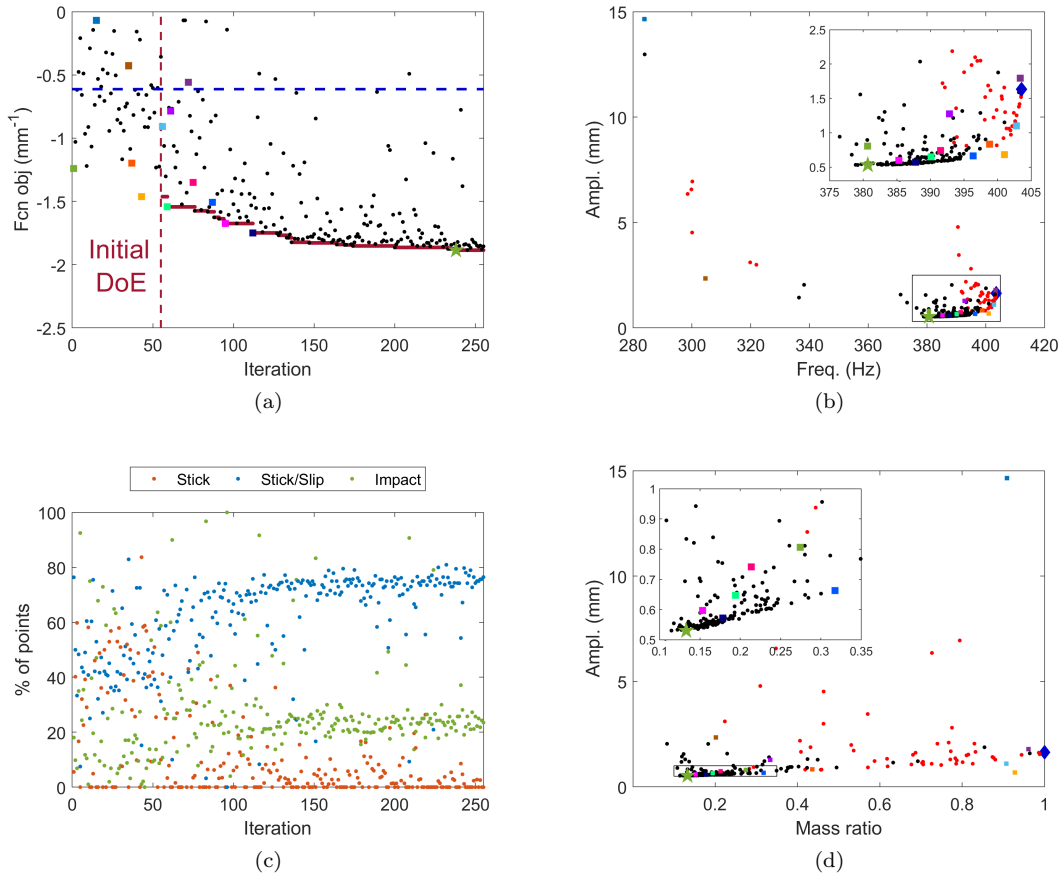 0
-0.5
-1
-1.5
-2
-2.5
Fcn obj (mm-1)
Initial
DoE
0 50 100 150 200 250
Iteration
(a)
15
10
5
0
Ampl. (mm)
2.5
2
1.5
1
0.5
375 385 395 405
280 300 320 340 360 380 400 420
Freq. (Hz)
(b)
Stick Stick/Slip Impact
100
80
60
40
20
0
% of points
0 50 100 150 200 250
Iteration
(c)
15
10
5
0
Ampl. (mm)
1
0.9
0.8
0.7
0.6
0.5
0.1 0.15 0.2 0.25 0.3 0.35
0.2 0.4 0.6 0.8 1
Mass ratio
(d)